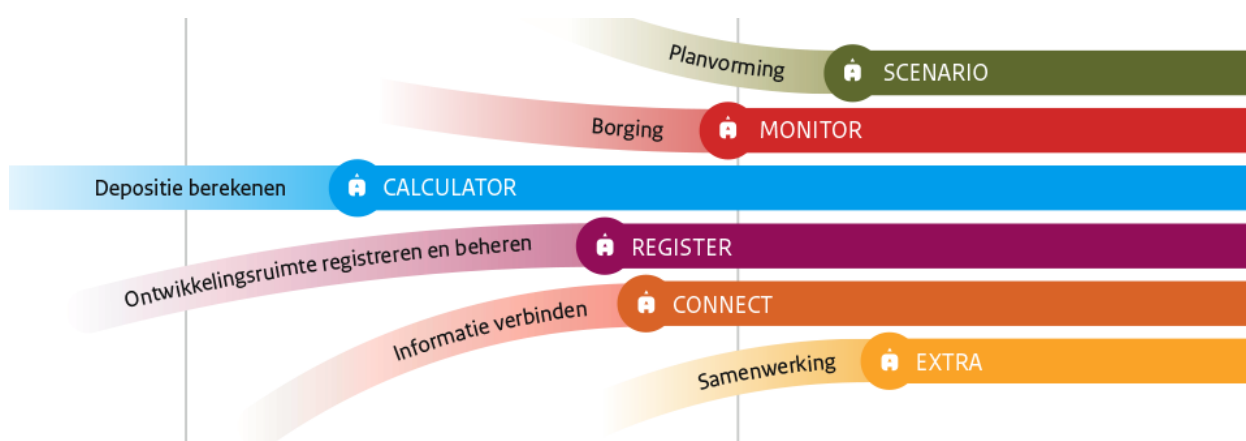 Planvorming SCENARIO
Borging MONITOR
Depositie berekenen CALCULATOR
Ontwikkelingsruimte registreren en beheren REGISTER
Informatie verbinden CONNECT
Samenwerking EXTRA